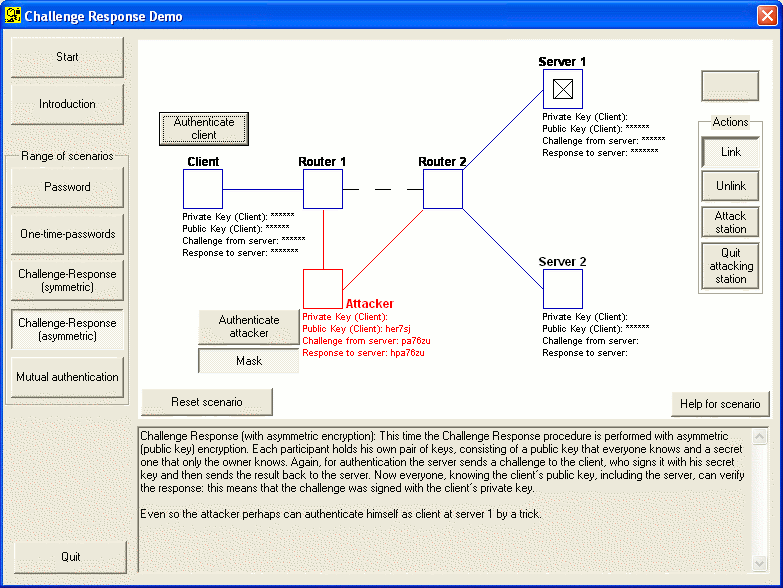 Challenge Response Demo
Start
Introduction
Range of scenarios
Password
One-time-passwords
Challenge-Response
(symmetric)
Challenge-Response
(asymmetric)
Mutual authentication
Quit
Authenticate
client
Client
Private Key (Client): ******
Public Key (Client): ******
Challenge from server: ******
Response to server: *******
Router 1
Router 2
Server 1
Private Key (Client):
Public Key (Client): ******
Challenge from server: ******
Response to server: *******
Server 2
Private Key (Client):
Public Key (Client): ******
Challenge from server:
Response to server:
Attacker
Private Key (Client):
Public Key (Client): her7sj
Challenge from server: pa76zu
Response to server: hpa76zu
Authenticate
attacker
Mask
Reset scenario
Help for scenario
Actions
Link
Unlink
Attack
station
Quit
attacking
station
Challenge Response (with asymmetric encryption): This time the Challenge Response procedure is performed with asymmetric
(public key) encryption. Each participant holds his own pair of keys, consisting of a public key that everyone knows and a secret
one that only the owner knows. Again, for authentication the server sends a challenge to the client, who signs it with his secret
key and then sends the result back to the server. Now everyone, knowing the client´s public key, including the server, can verify
the response: this means that the challenge was signed with the client´s private key.
Even so the attacker perhaps can authenticate himself as client at server 1 by a trick.